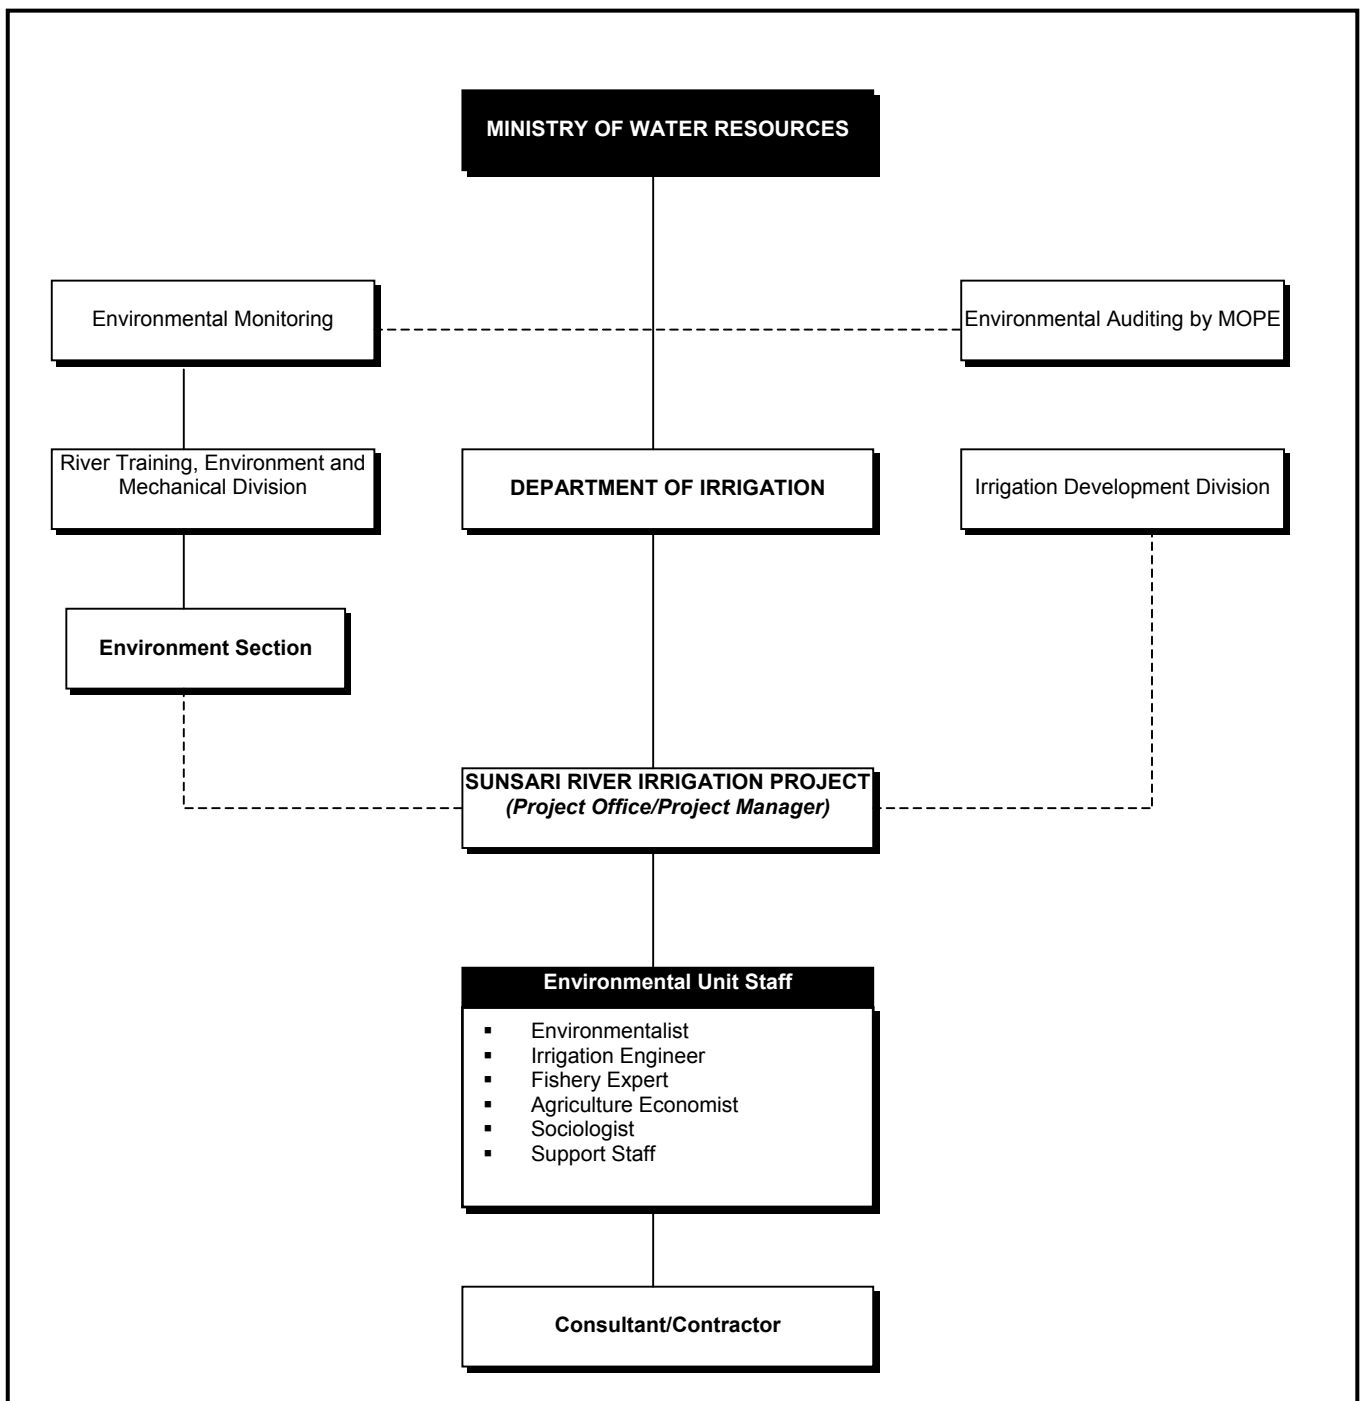 MINISTRY OF WATER RESOURCES
Environmental Monitoring
Environmental Auditing by MOPE
River Training, Environment and
Mechanical Division
DEPARTMENT OF IRRIGATION
Irrigation Development Division
Environment Section
SUNSARI RIVER IRRIGATION PROJECT
(Project Office/Project Manager)
Environmental Unit Staff
▪ Environmentalist
▪ Irrigation Engineer
▪ Fishery Expert
▪ Agriculture Economist
▪ Sociologist
▪ Support Staff
Consultant/Contractor